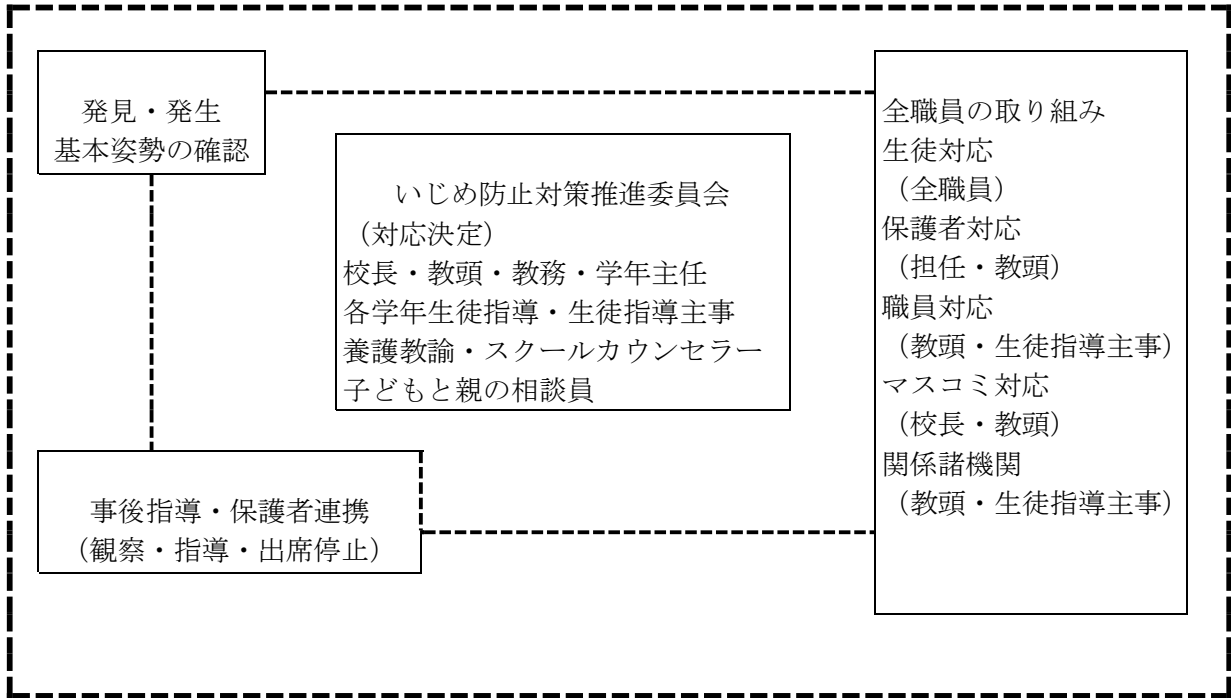 発見・発生
基本姿勢の確認
いじめ防止対策推進委員会
（対応決定）
校長・教頭・教務・学年主任
各学年生徒指導・生徒指導主事
養護教諭・スクールカウンセラー
子どもと親の相談員
全職員の取り組み
生徒対応
（全職員）
保護者対応
（担任・教頭）
職員対応
（教頭・生徒指導主事）
マスコミ対応
（校長・教頭）
関係諸機関
（教頭・生徒指導主事）
事後指導・保護者連携
（観察・指導・出席停止）